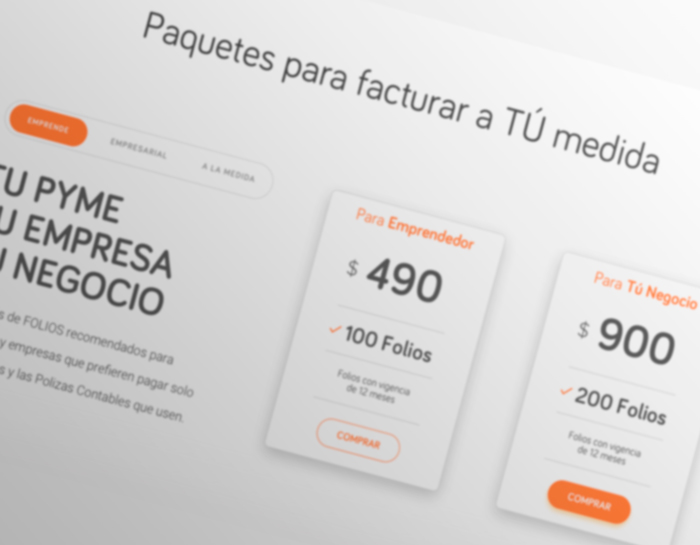 Paquetes para facturar a TÚ medida
EMPRENDE
EMPRESARIAL
A LA MEDIDA
TU PYME
U EMPRESA
NEGOCIO
de FOLIOS recomendados para
y empresas que prefieren pagar solo
y las Polizas Contables que usen.
Para Emprendedor
$ 490
100 Folios
Folios con vigencia
de 12 meses
COMPRAR
Para Tú Negocio
$ 900
200 Folios
Folios con vigencia
de 12 meses
COMPRAR